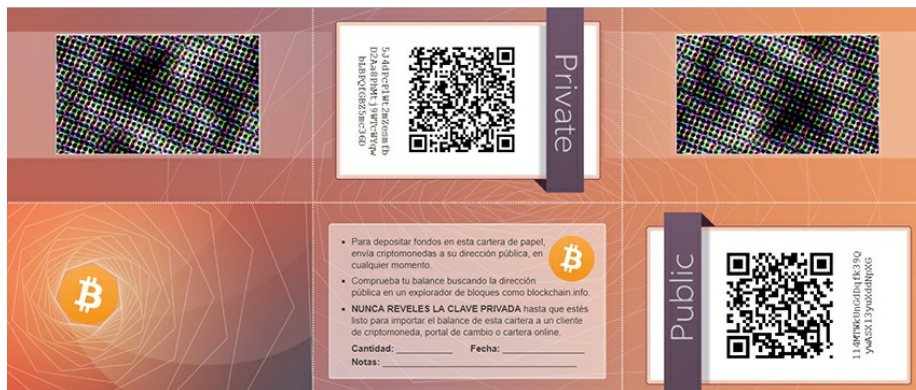 Private
Para depositar fondos en esta cartera de papel,
envía criptomonedas a su dirección pública, en
cualquier momento.
Comprueba tu balance buscando la dirección
pública en un explorador de bloques como blockchain.info.
NUNCA REVELES LA CLAVE PRIVADA hasta que estés
listo para importar el balance de esta cartera a un cliente
de criptomoneda, portal de cambio o cartera online.
Cantidad: ____________ Fecha: ________________
Notas: ______________________________
Public